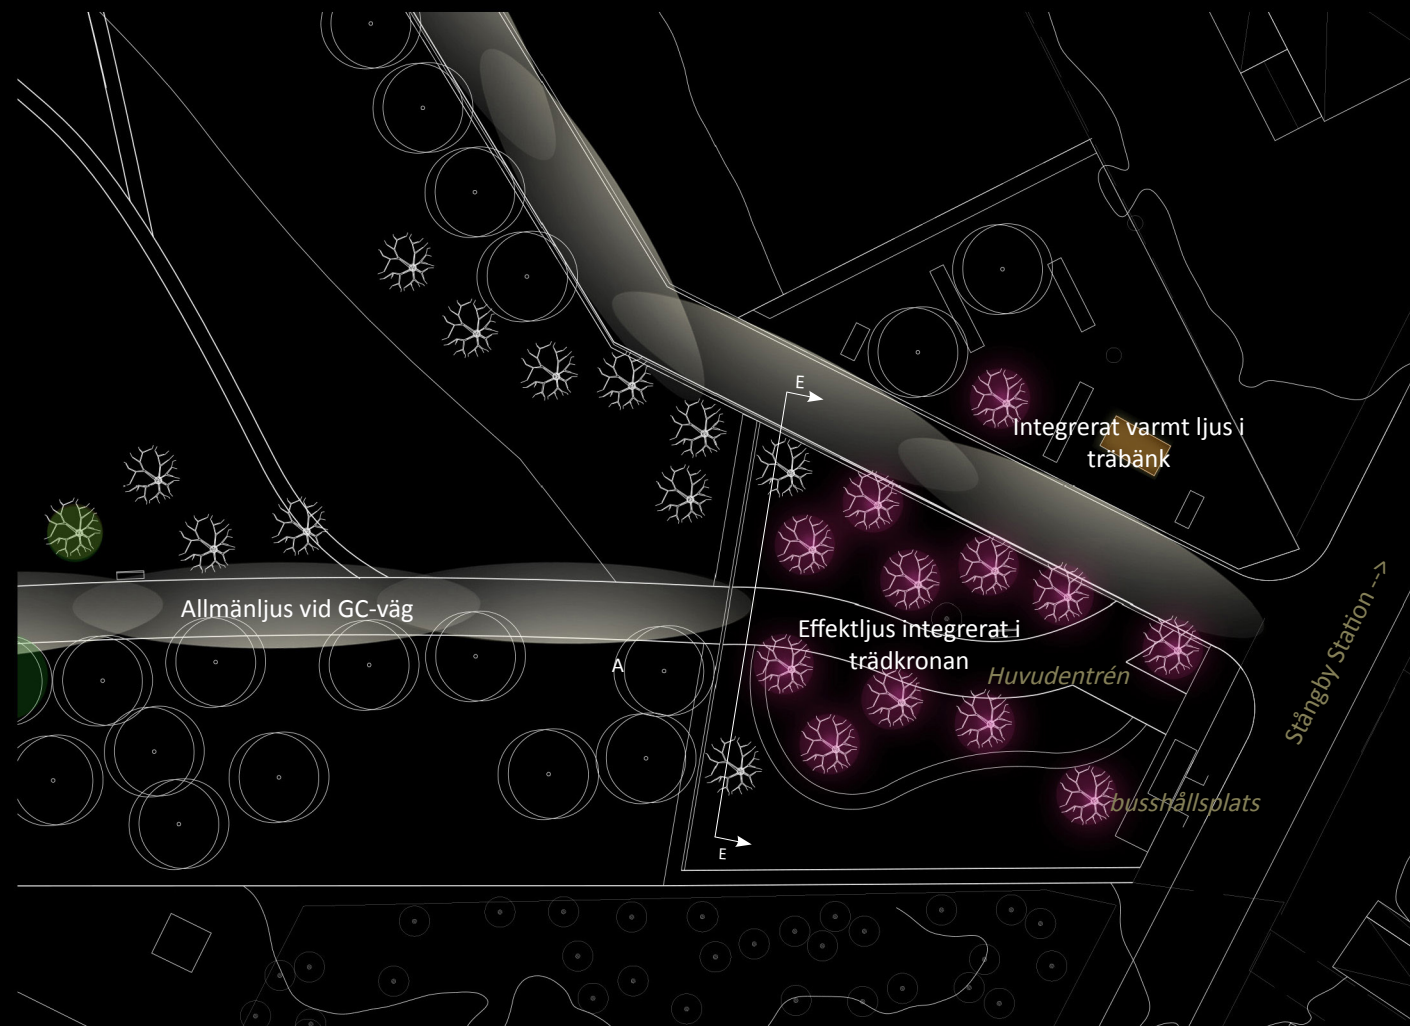 E
Integrerat varmt ljus i
träbänk
Allmänljus vid GC-väg
Effektljus integrerat i
trädkronan
A
Huvudentrén
Stångby Station -->
busshållsplats
E